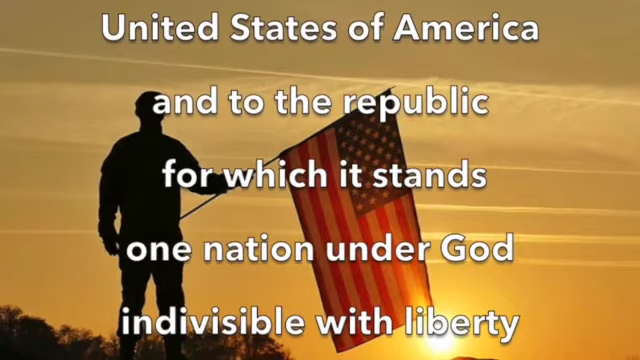 United States of America
and to the republic
for which it stands
one nation under God
indivisible with liberty